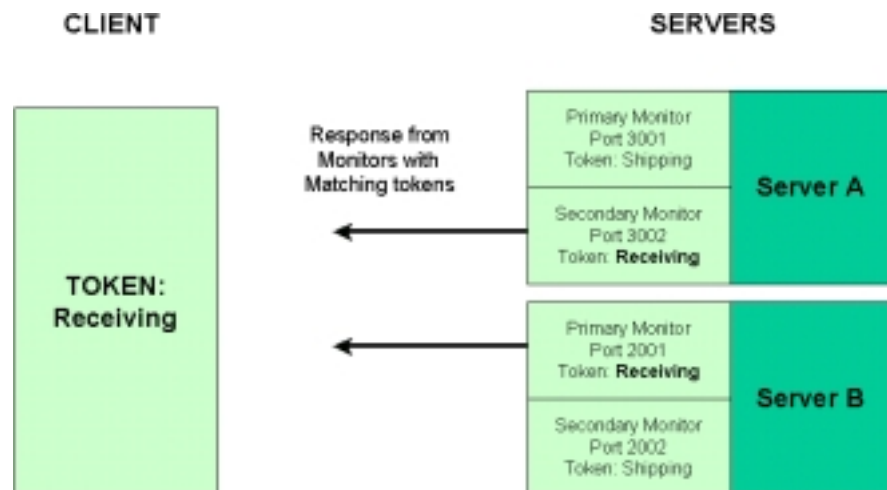 CLIENT
SERVERS
Response from
Monitors with
Matching tokens
TOKEN:
Receiving
Primary Monitor
Port 3001
Token: Shipping
Secondary Monitor
Port 3002
Token: Receiving
Server A
Primary Monitor
Port 2001
Token: Receiving
Secondary Monitor
Port 2002
Token: Shipping
Server B